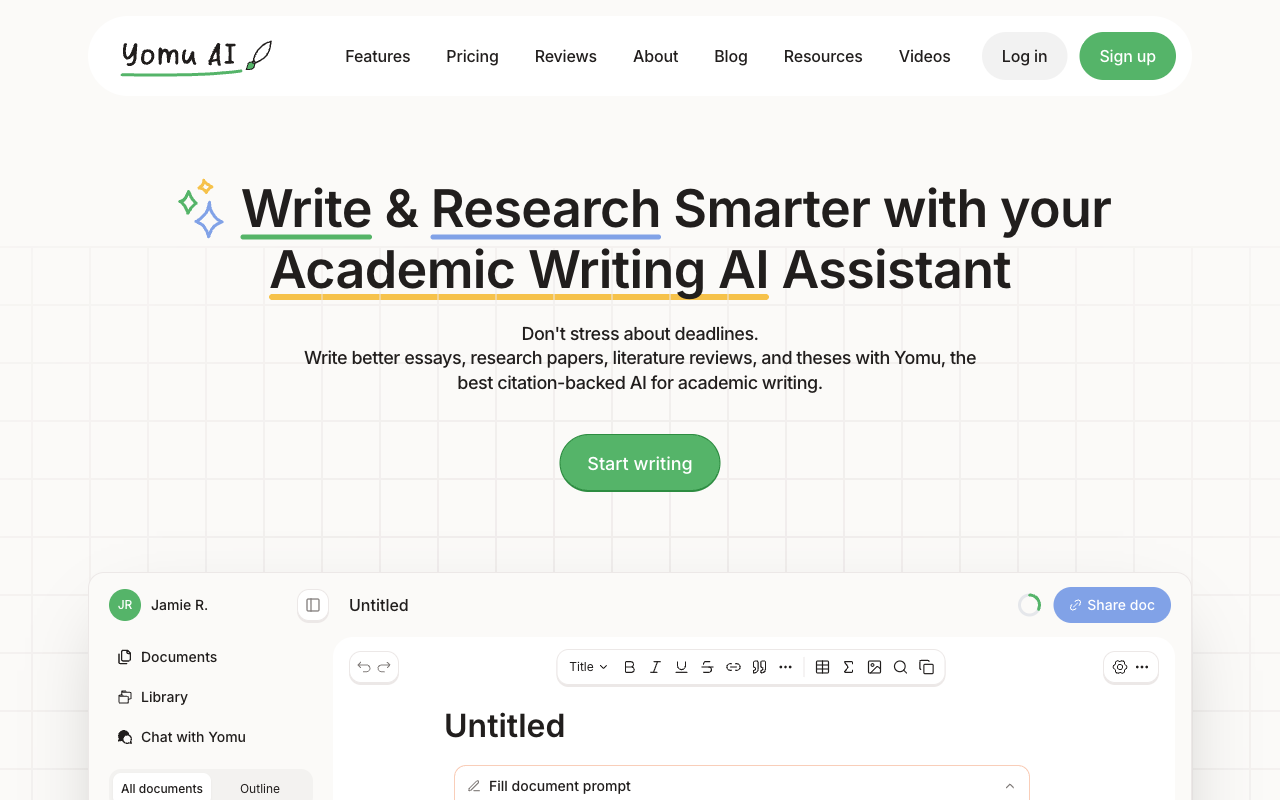 Yomu AI
Features
Pricing
Reviews
About
Blog
Resources
Videos
Log in
Sign up
Write & Research Smarter with your
Academic Writing AI Assistant
Don't stress about deadlines.
Write better essays, research papers, literature reviews, and theses with Yomu, the
best citation-backed AI for academic writing.
Start writing
JR
Jamie R.
Untitled
Share doc
Documents
Library
Chat with Yomu
All documents
Outline
Title
Untitled
Fill document prompt